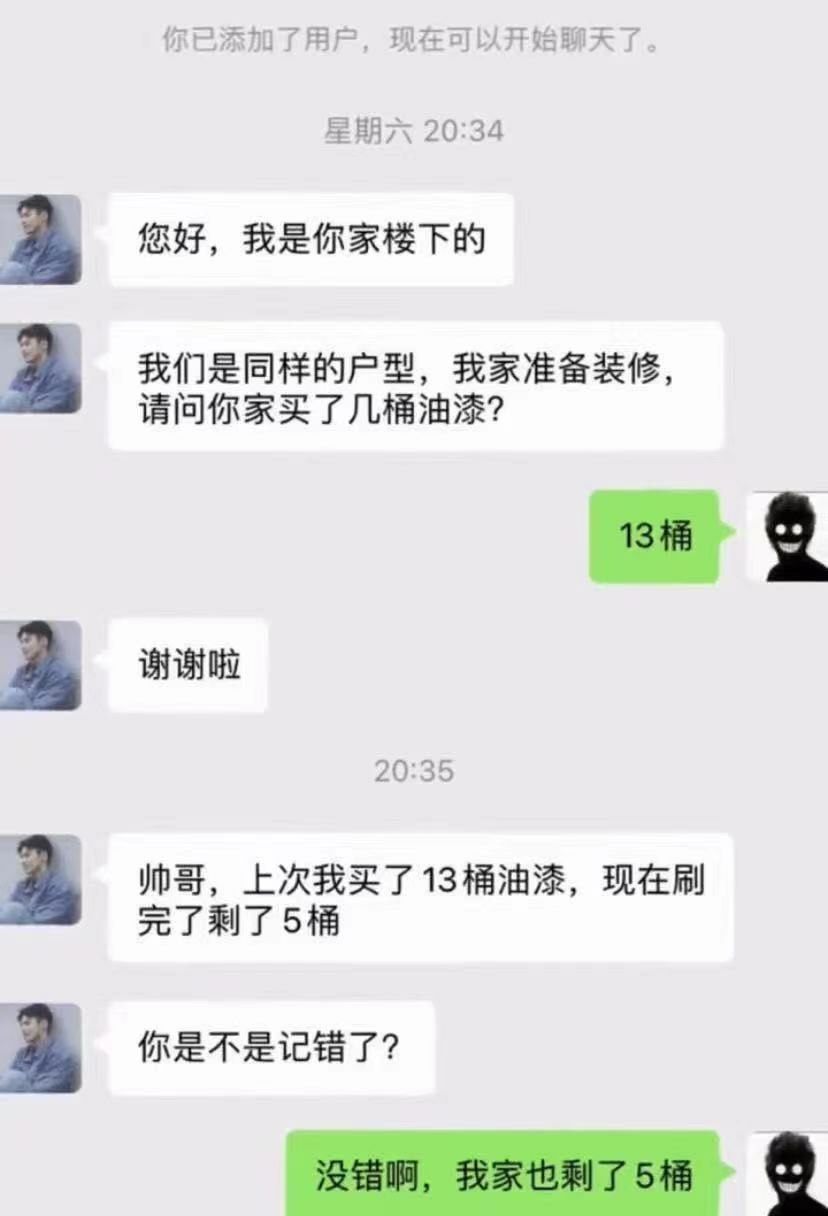 你已添加了用户，现在可以开始聊天了。
星期六 20:34
您好，我是你家楼下的
我们是同样的户型，我家准备装修，
请问你家买了几桶油漆？
13桶
谢谢啦
20:35
帅哥，上次我买了13桶油漆，现在刷
完了剩了5桶
你是不是记错了？
没错啊，我家也剩了5桶